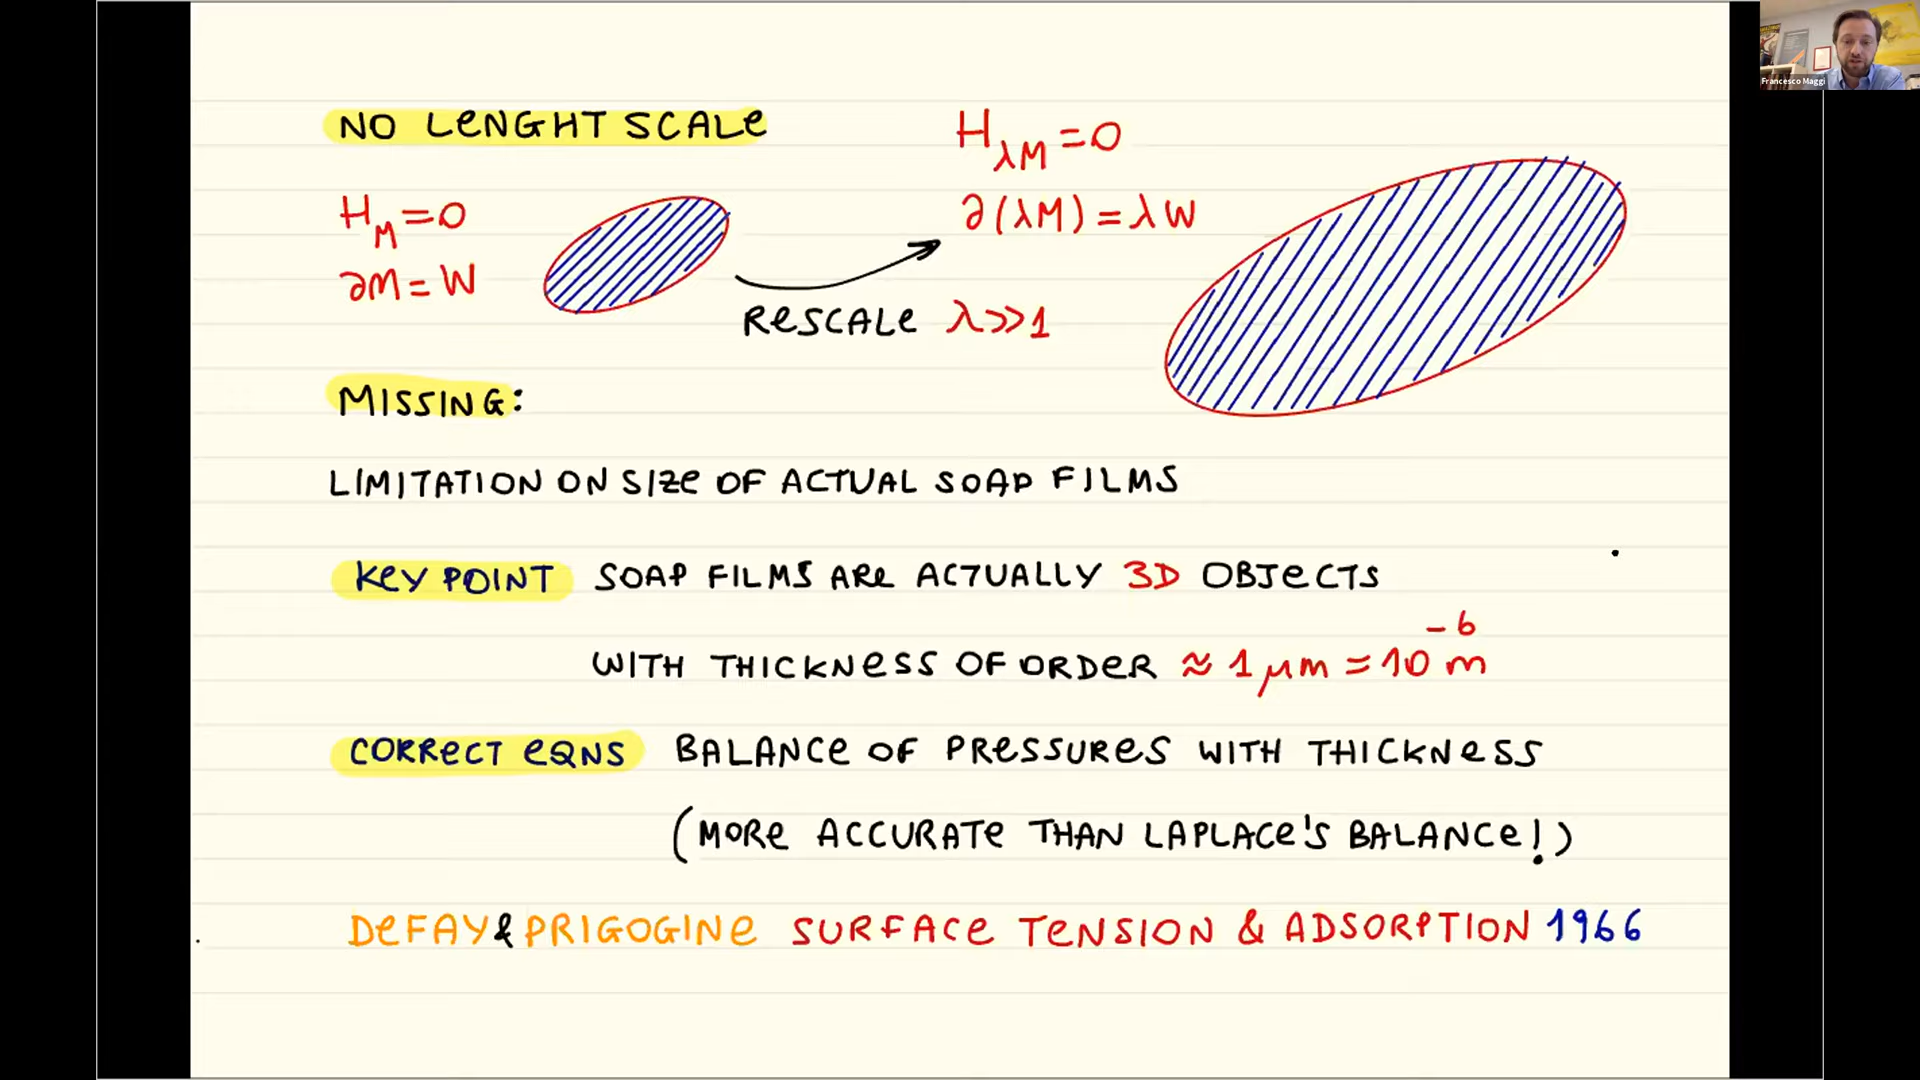 NO LENGHT SCALE
H_M = 0
∂M = W
RESCALE λ>>1
H_λM = 0
∂(λM) = λW
MISSING:
LIMITATION ON SIZE OF ACTUAL SOAP FILMS
KEY POINT SOAP FILMS ARE ACTUALLY 3D OBJECTS
WITH THICKNESS OF ORDER ≈ 1 μm = 10^-6 m
CORRECT EQNS BALANCE OF PRESSURES WITH THICKNESS
(MORE ACCURATE THAN LAPLACE'S BALANCE!)
DEFAY & PRIGOGINE SURFACE TENSION & ADSORPTION 1966
Francesco Maggi